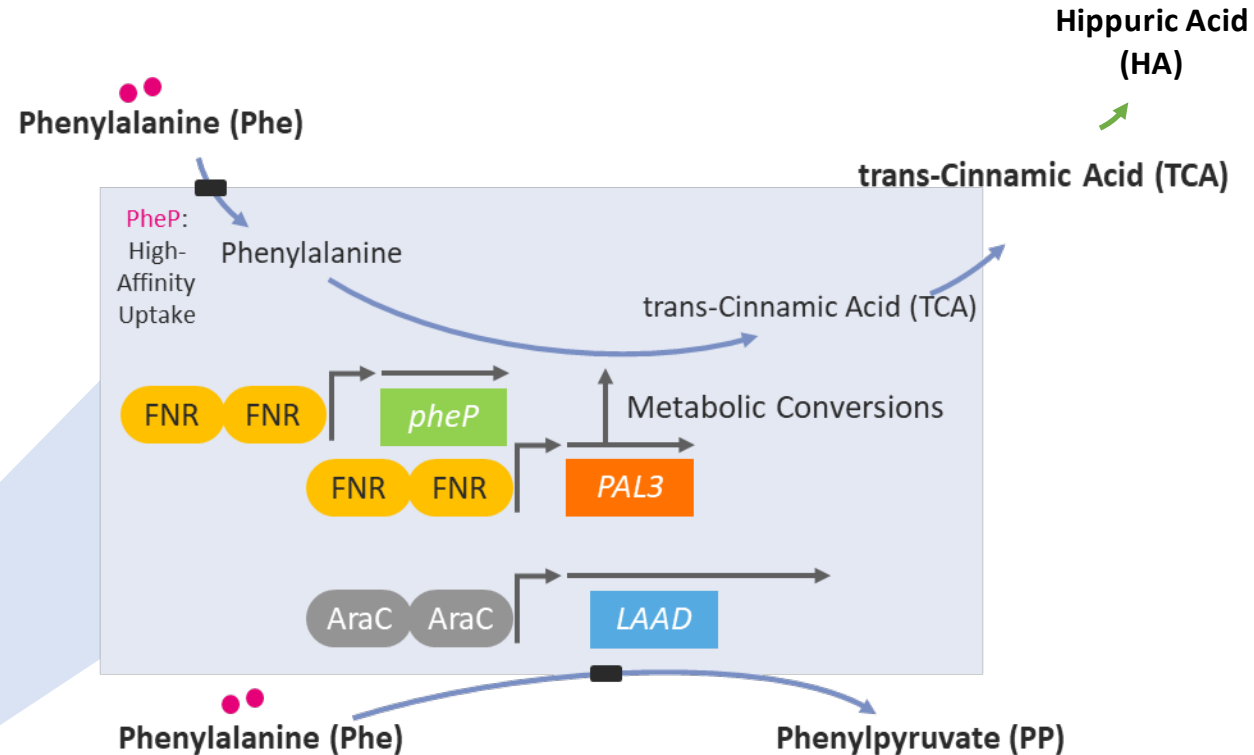 Hippuric Acid
(HA)
Phenylalanine (Phe)
trans-Cinnamic Acid (TCA)
PheP:
High-
Affinity
Uptake
Phenylalanine
trans-Cinnamic Acid (TCA)
FNR FNR pheP
Metabolic Conversions
FNR FNR PAL3
AraC AraC LAAD
Phenylalanine (Phe)
Phenylpyruvate (PP)